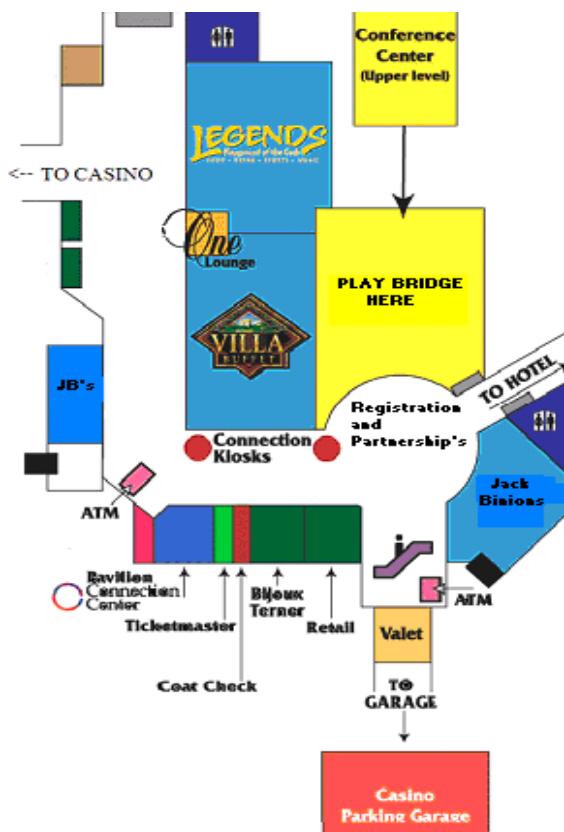 Conference
Center
(Upper level)
LEGENDS
<-- TO CASINO
One
Lounge
PLAY BRIDGE
HERE
VILLA
BUFFET
JB's
TO HOTEL
Registration
and
Partnership's
Connection
Kiosks
Jack
Binions
ATM
Pavilion
Connection
Center
Ticketmaster
Bijoux
Terner
Retail
ATM
Valet
Coat Check
TO
GARAGE
Casino
Parking Garage